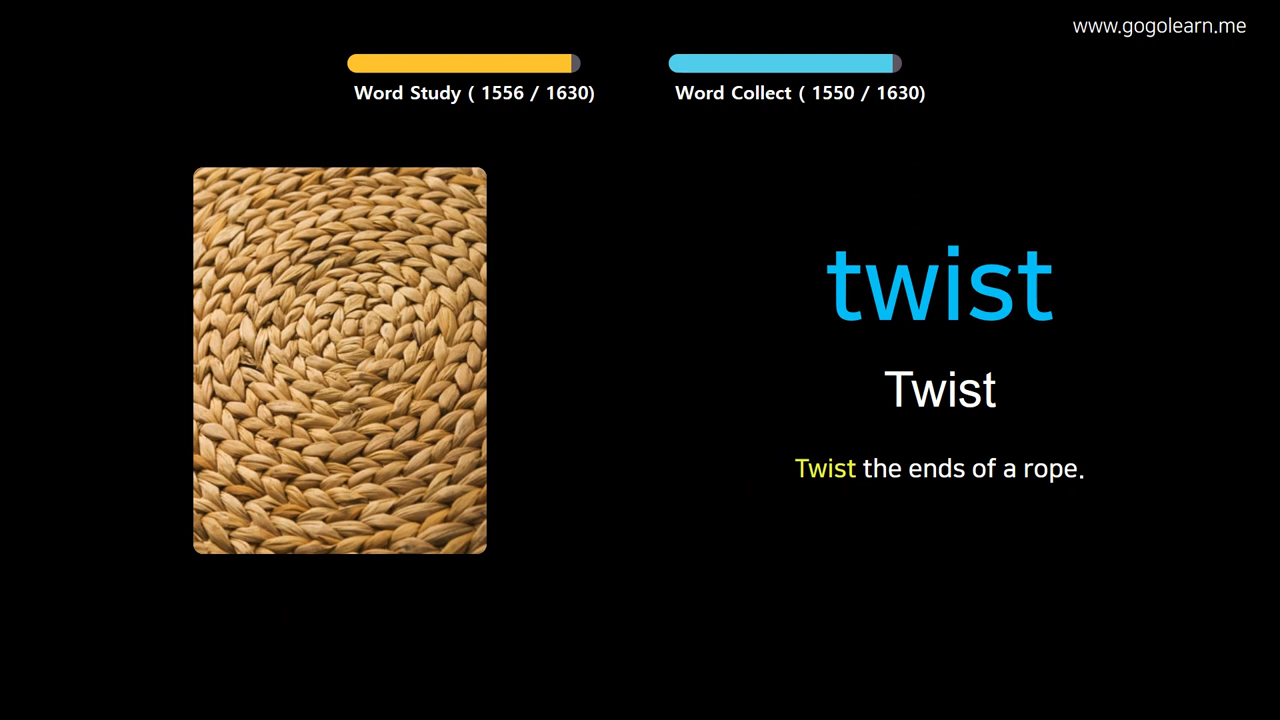 www.gogolearn.me
Word Study ( 1556 / 1630)
Word Collect ( 1550 / 1630)
twist
Twist
Twist the ends of a rope.